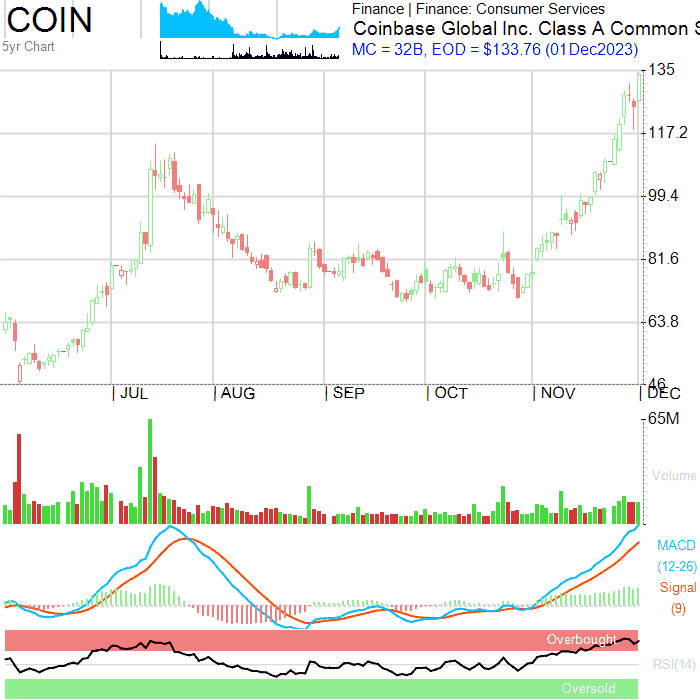 COIN
5yr Chart
Finance | Finance: Consumer Services
Coinbase Global Inc. Class A Common S
MC = 32B, EOD = $133.76 (01Dec2023)
135
117.2
99.4
81.6
63.8
46
| JUL | AUG | SEP | OCT | NOV | DEC
65M
Volume
MACD
(12-26)
Signal
(9)
Overbought
RSI(14)
Oversold